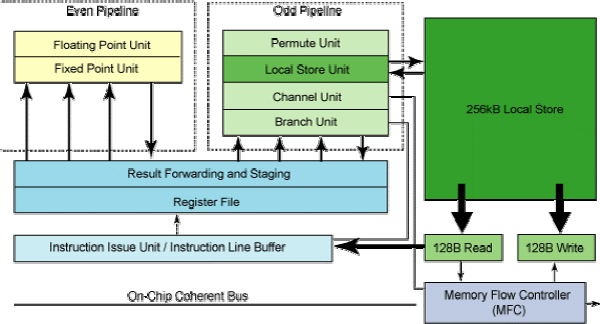 Even Pipeline
Odd Pipeline
Floating Point Unit
Fixed Point Unit
Permute Unit
Local Store Unit
Channel Unit
Branch Unit
256kB Local Store
Result Forwarding and Staging
Register File
Instruction Issue Unit / Instruction Line Buffer
128B Read
128B Write
On-Chip Coherent Bus
Memory Flow Controller
(MFC)